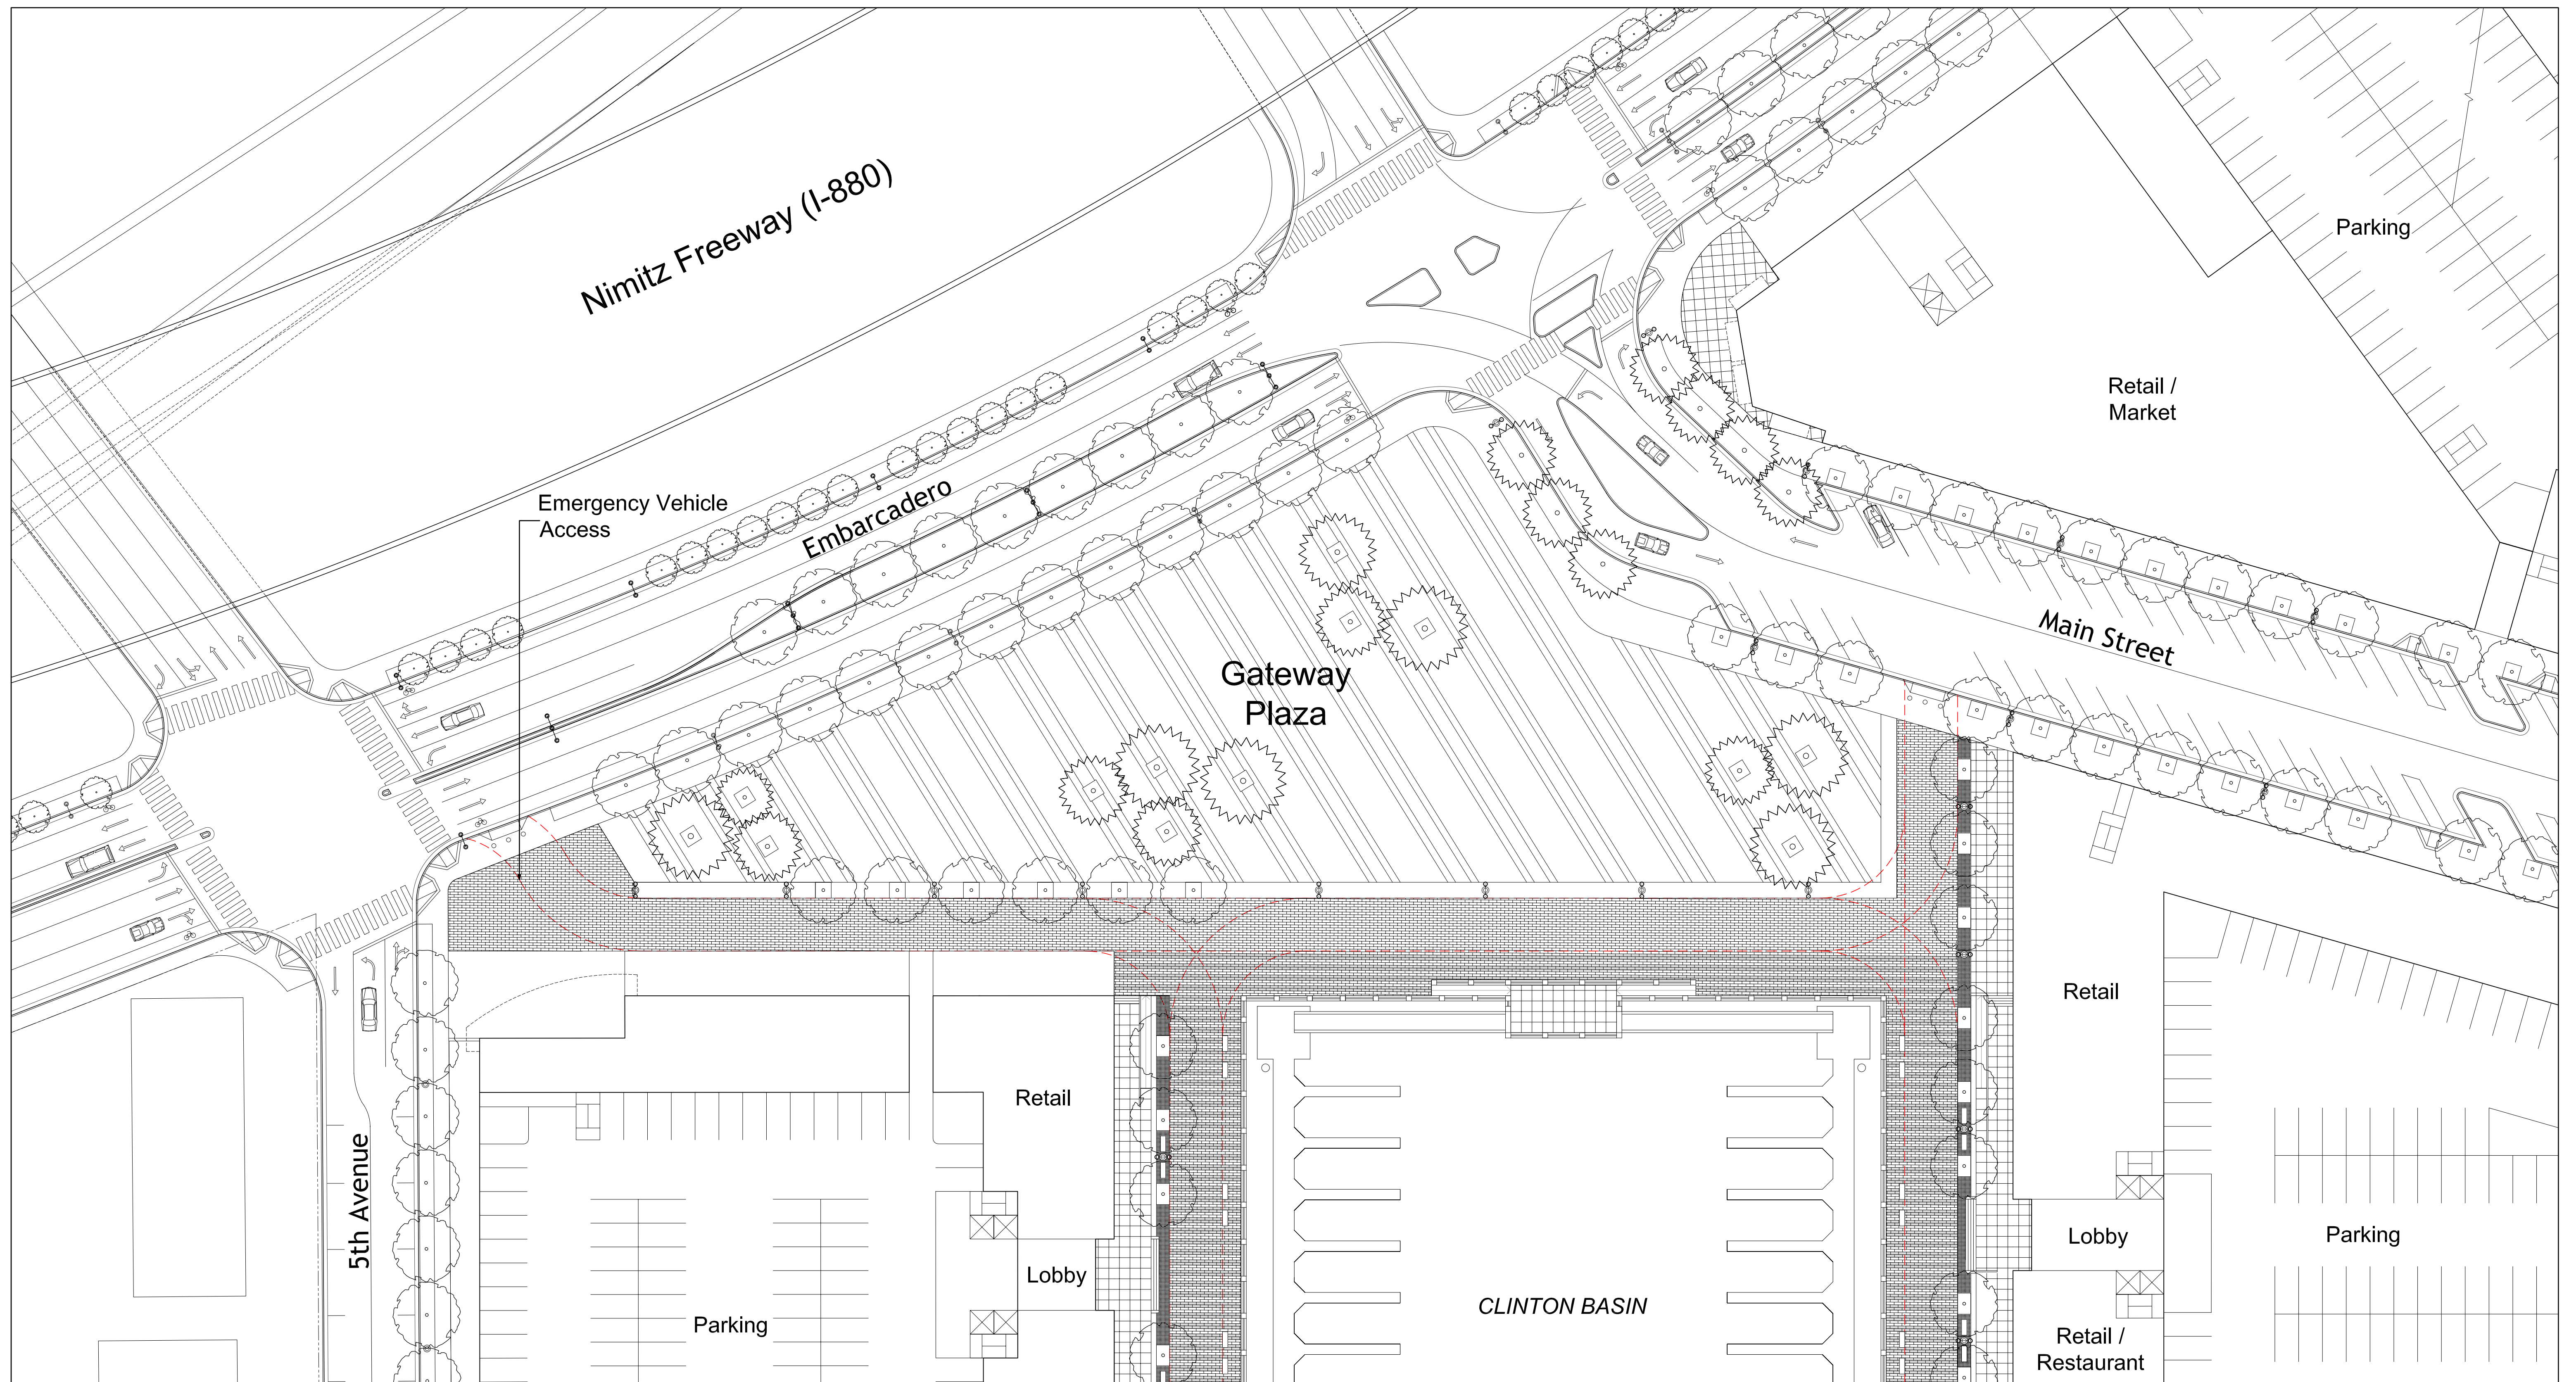 Nimitz Freeway (I-880)
Parking
Retail /
Market
Emergency Vehicle
Access
Embarcadero
Main Street
Gateway
Plaza
Retail
Retail
5th Avenue
Lobby
Parking
Lobby
Parking
CLINTON BASIN
Retail /
Restaurant